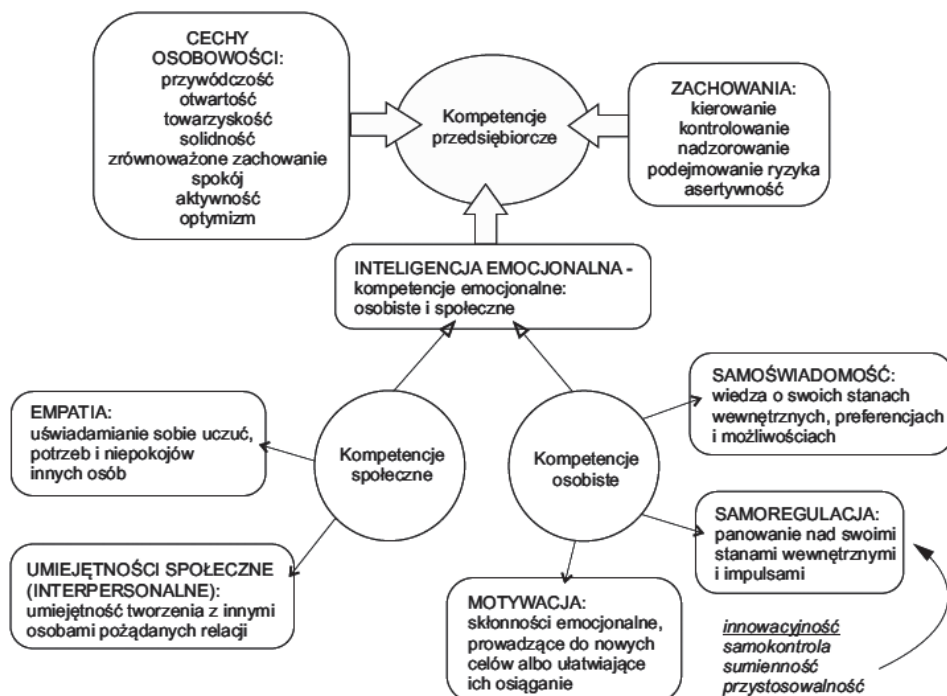 CECHY
OSOBOWOŚCI:
przywódczość
otwartość
towarzyskość
solidność
zrównoważone zachowanie
spokój
aktywność
optymizm
Kompetencje
przedsiębiorcze
ZACHOWANIA:
kierowanie
kontrolowanie
nadzorowanie
podejmowanie ryzyka
asertywność
INTELIGENCJA EMOCJONALNA -
kompetencje emocjonalne:
osobiste i społeczne
EMPATIA:
uświadamianie sobie uczuć,
potrzeb i niepokojów
innych osób
Kompetencje
społeczne
Kompetencje
osobiste
SAMOŚWIADOMOŚĆ:
wiedza o swoich stanach
wewnętrznych, preferencjach
i możliwościach
UMIEJĘTNOŚCI SPOŁECZNE
(INTERPERSONALNE):
umiejętność tworzenia z innymi
osobami pożądanych relacji
MOTYWACJA:
skłonności emocjonalne,
prowadzące do nowych
celów albo ułatwiające
ich osiąganie
SAMOREGULACJA:
panowanie nad swoimi
stanami wewnętrznymi
i impulsami
innowacyjność
samokontrola
sumienność
przystosowalność